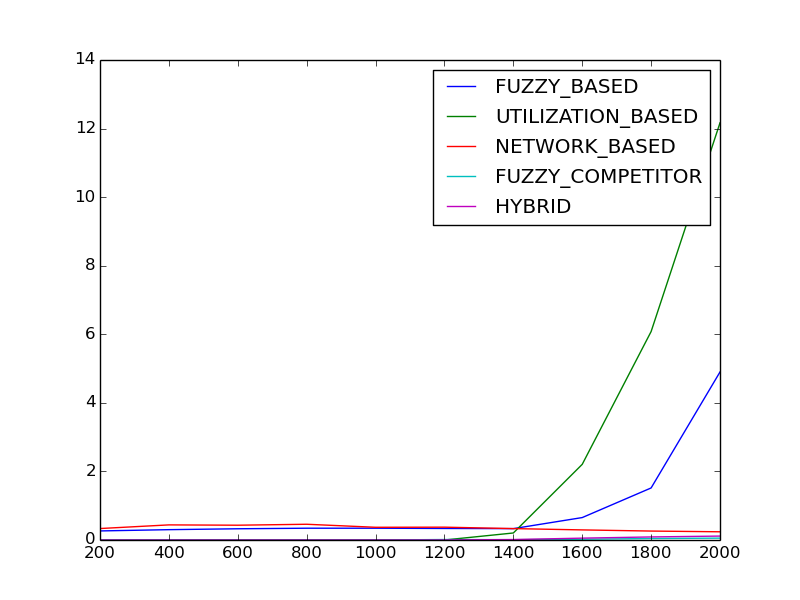 14
12
10
8
6
4
2
0
200 400 600 800 1000 1200 1400 1600 1800 2000
FUZZY_BASED
UTILIZATION_BASED
NETWORK_BASED
FUZZY_COMPETITOR
HYBRID